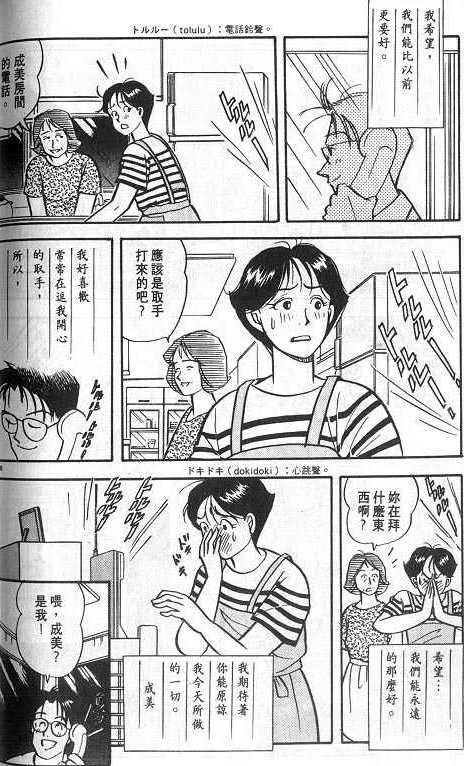 我希望，
我們能比以前
更要好。
トルルー（tolulu）：電話鈴聲。
成美房間
的電話。
應該是取手
打來的吧？
我好喜歡
常常在逗我開心
的取手，
所以，
ドキドキ（dokidoki）：心跳聲。
妳在拜
什麼東
西啊？
希望…
我們能永遠
的那麼好。
我期待著
你能原諒
我今天所做
的一切。
成美
喂，成美？
是我！